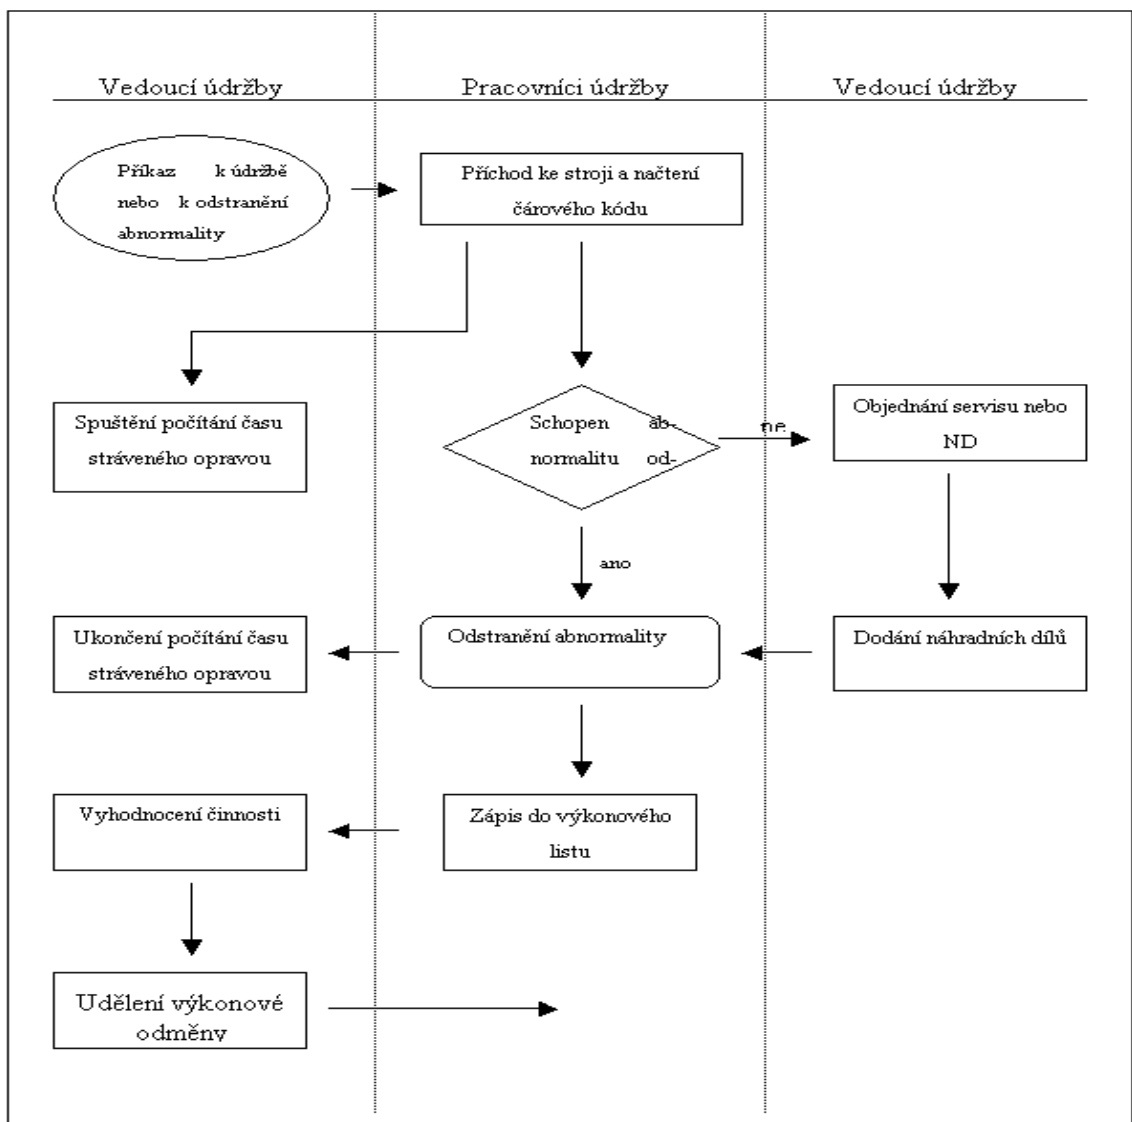 Vedoucí údržby
Pracovníci údržby
Vedoucí údržby
Příkaz k údržbě
nebo k odstranění
abnormality
Příchod ke stroji a načtení
čárového kódu
Spuštění počítání času
stráveného opravou
Schopen ab-
normalitu od-
ne
Objednání servisu nebo
ND
ano
Ukončení počítání času
stráveného opravou
Odstranění abnormality
Dodání náhradních dílů
Vyhodnocení činnosti
Zápis do výkonového
listu
Udělení výkonové
odměny